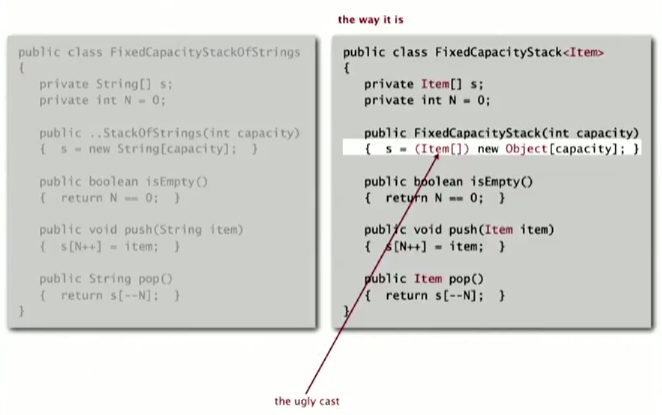 the way it is
public class FixedCapacityStackOfStrings
{
private String[] s;
private int N = 0;
public ..StackOfStrings(int capacity)
{ s = new String[capacity]; }
public boolean isEmpty()
{ return N == 0; }
public void push(String item)
{ s[N++] = item; }
public String pop()
{ return s[--N]; }
}
public class FixedCapacityStack<Item>
{
private Item[] s;
private int N = 0;
public FixedCapacityStack(int capacity)
{ s = (Item[]) new Object[capacity]; }
public boolean isEmpty()
{ return N == 0; }
public void push(Item item)
{ s[N++] = item; }
public Item pop()
{ return s[--N]; }
}
the ugly cast